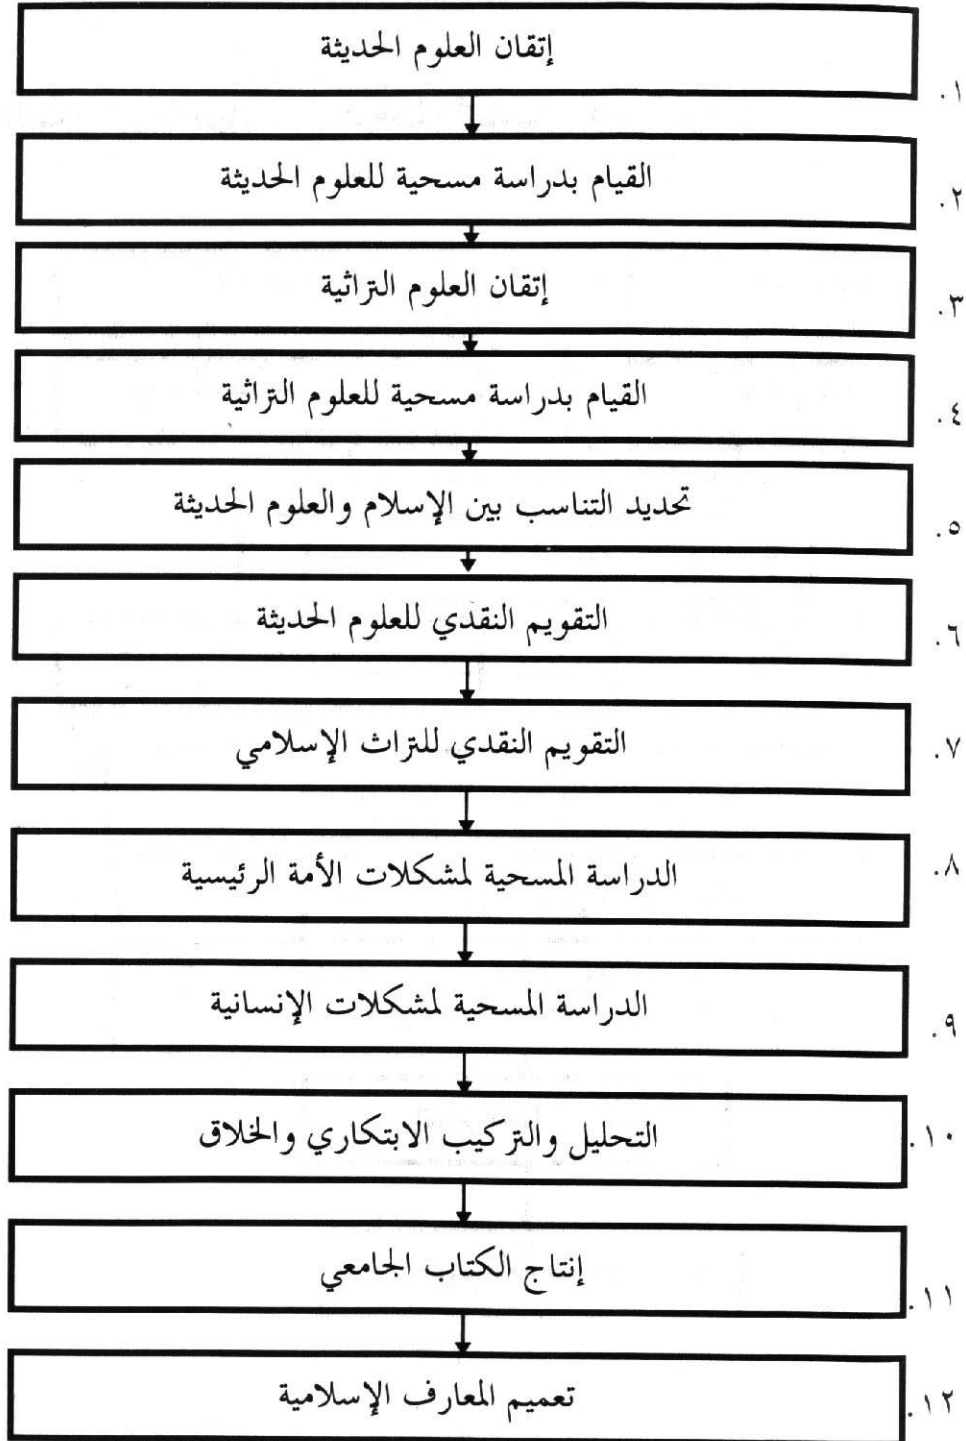 ١. إتقان العلوم الحديثة
٢. القيام بدراسة مسحية للعلوم الحديثة
٣. إتقان العلوم التراثية
٤. القيام بدراسة مسحية للعلوم التراثية
٥. تحديد التناسب بين الإسلام والعلوم الحديثة
٦. التقويم النقدي للعلوم الحديثة
٧. التقويم النقدي للتراث الإسلامي
٨. الدراسة المسحية لمشكلات الأمة الرئيسية
٩. الدراسة المسحية لمشكلات الإنسانية
١٠. التحليل والتركيب الابتكاري والخلاق
١١. إنتاج الكتاب الجامعي
١٢. تعميم المعارف الإسلامية